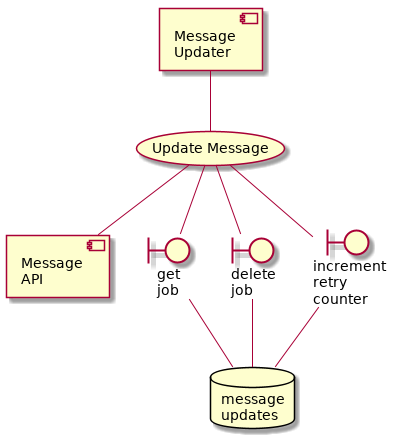 Message
Updater
Update Message
Message
API
get
job
delete
job
increment
retry
counter
message
updates